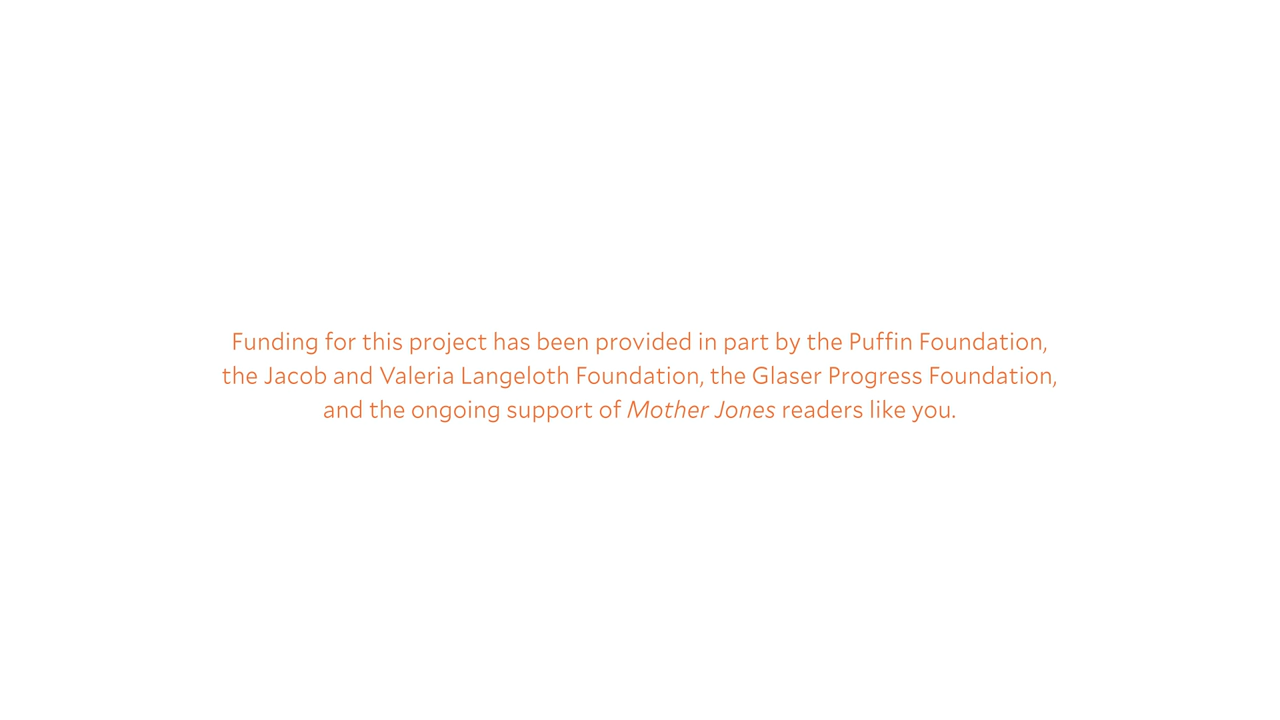 Funding for this project has been provided in part by the Puffin Foundation,
the Jacob and Valeria Langeloth Foundation, the Glaser Progress Foundation,
and the ongoing support of Mother Jones readers like you.